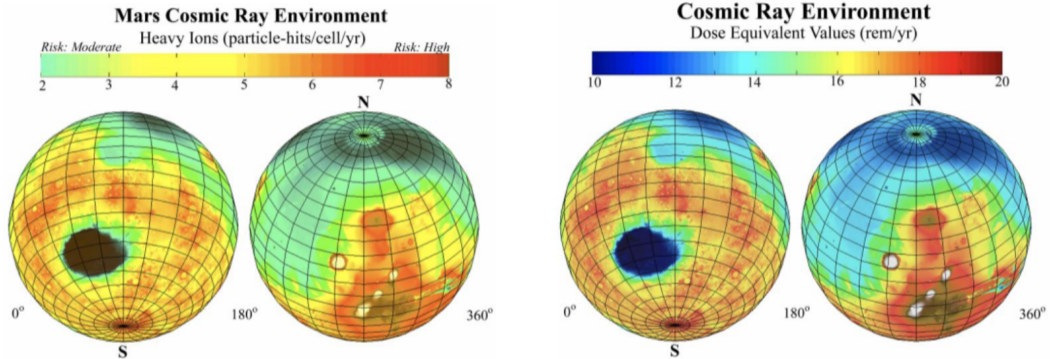 Mars Cosmic Ray Environment
Heavy Ions (particle-hits/cell/yr)
Risk: Moderate Risk: High
2 3 4 5 6 7 8
N
0° 180° 360°
S
Cosmic Ray Environment
Dose Equivalent Values (rem/yr)
10 12 14 16 18 20
N
0° 180° 360°
S